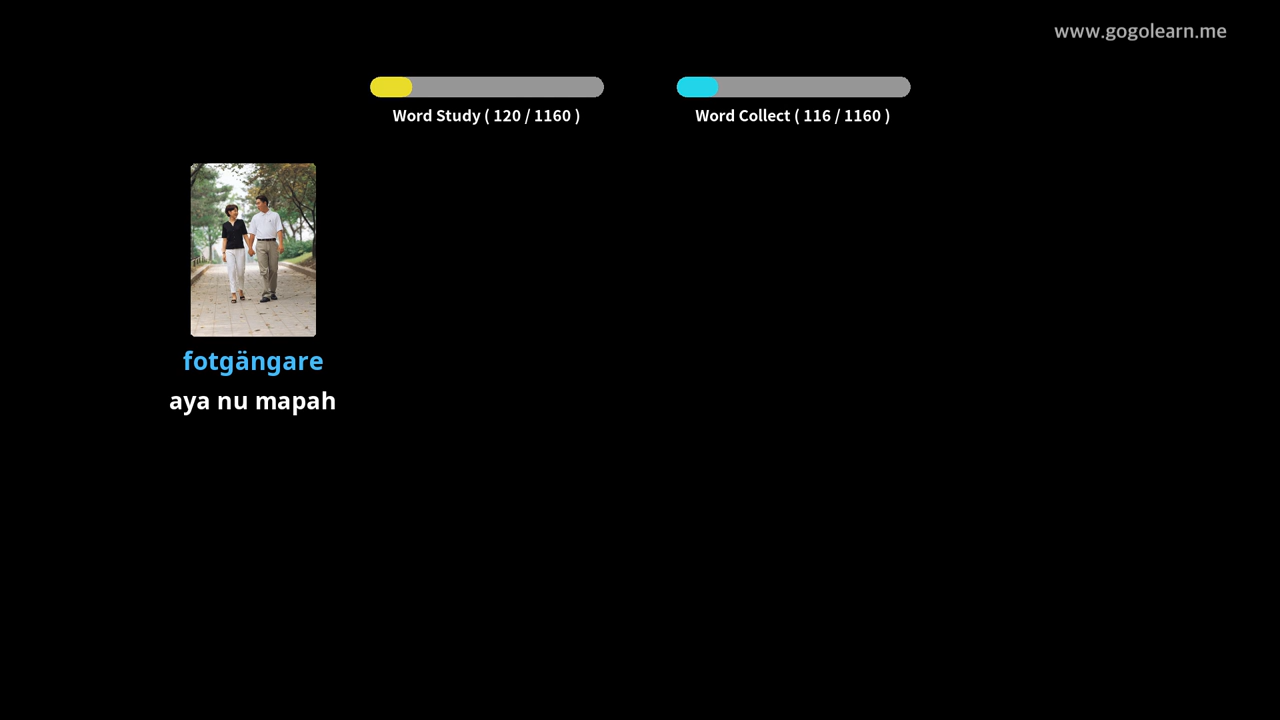 www.gogolearn.me
Word Study ( 120 / 1160 )
Word Collect ( 116 / 1160 )
fotgängare
aya nu mapah